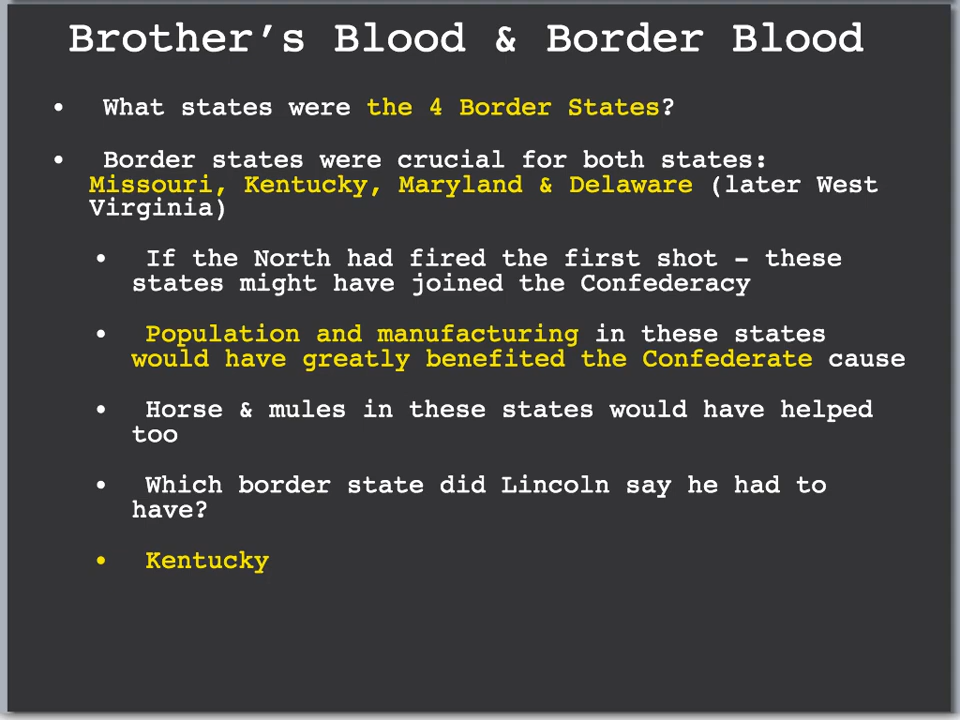 Brother’s Blood & Border Blood
• What states were the 4 Border States?
• Border states were crucial for both states:
Missouri, Kentucky, Maryland & Delaware (later West
Virginia)
• If the North had fired the first shot – these
states might have joined the Confederacy
• Population and manufacturing in these states
would have greatly benefited the Confederate cause
• Horse & mules in these states would have helped
too
• Which border state did Lincoln say he had to
have?
• Kentucky